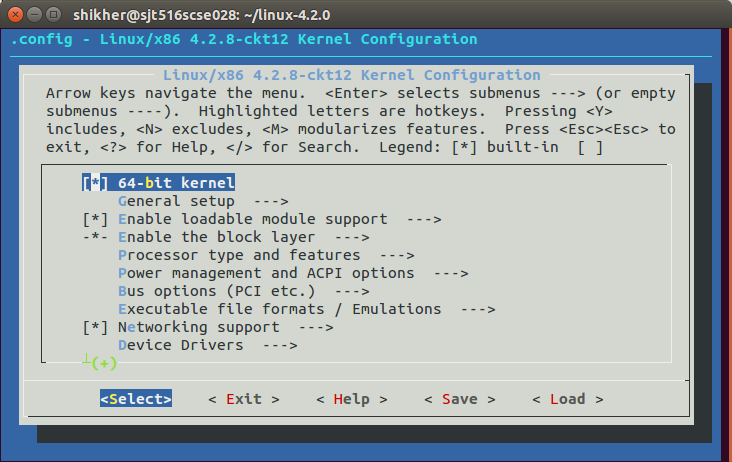 shikher@sjt516scse028: ~/linux-4.2.0
.config - Linux/x86 4.2.8-ckt12 Kernel Configuration
Linux/x86 4.2.8-ckt12 Kernel Configuration
Arrow keys navigate the menu.  <Enter> selects submenus ---> (or empty
submenus ----).  Highlighted letters are hotkeys.  Pressing <Y>
includes, <N> excludes, <M> modularizes features.  Press <Esc><Esc> to
exit, <?> for Help, </> for Search.  Legend: [*] built-in  [ ]
[*] 64-bit kernel
General setup  --->
[*] Enable loadable module support  --->
-*- Enable the block layer  --->
Processor type and features  --->
Power management and ACPI options  --->
Bus options (PCI etc.)  --->
Executable file formats / Emulations  --->
[*] Networking support  --->
Device Drivers  --->
┴(+)
<Select>    < Exit >    < Help >    < Save >    < Load >